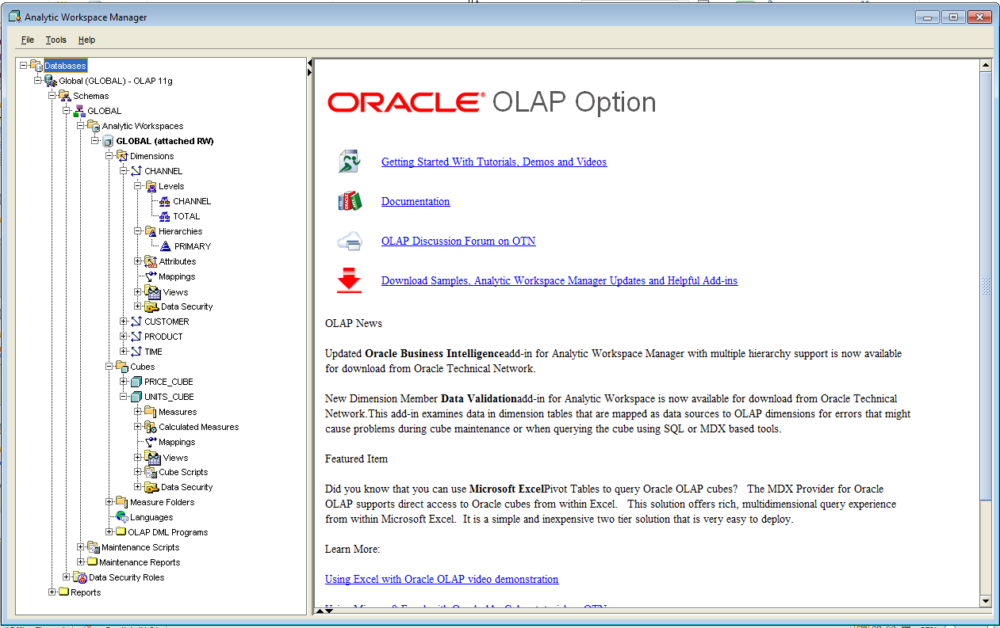 Analytic Workspace Manager
File Tools Help
Databases
Global (GLOBAL) - OLAP 11g
Schemas
GLOBAL
Analytic Workspaces
GLOBAL (attached RW)
Dimensions
CHANNEL
Levels
CHANNEL
TOTAL
Hierarchies
PRIMARY
Attributes
Mappings
Views
Data Security
CUSTOMER
PRODUCT
TIME
Cubes
PRICE_CUBE
UNITS_CUBE
Measures
Calculated Measures
Mappings
Views
Cube Scripts
Data Security
Measure Folders
Languages
OLAP DML Programs
Maintenance Scripts
Maintenance Reports
Data Security Roles
Reports
ORACLE® OLAP Option
Getting Started With Tutorials, Demos and Videos
Documentation
OLAP Discussion Forum on OTN
Download Samples, Analytic Workspace Manager Updates and Helpful Add-ins
OLAP News
Updated Oracle Business Intelligenceadd-in for Analytic Workspace Manager with multiple hierarchy support is now available
for download from Oracle Technical Network.
New Dimension Member Data Validationadd-in for Analytic Workspace is now available for download from Oracle Technical
Network.This add-in examines data in dimension tables that are mapped as data sources to OLAP dimensions for errors that might
cause problems during cube maintenance or when querying the cube using SQL or MDX based tools.
Featured Item
Did you know that you can use Microsoft ExcelPivot Tables to query Oracle OLAP cubes? The MDX Provider for Oracle
OLAP supports direct access to Oracle cubes from within Excel. This solution offers rich, multidimensional query experience
from within Microsoft Excel. It is a simple and inexpensive two tier solution that is very easy to deploy.
Learn More:
Using Excel with Oracle OLAP video demonstration